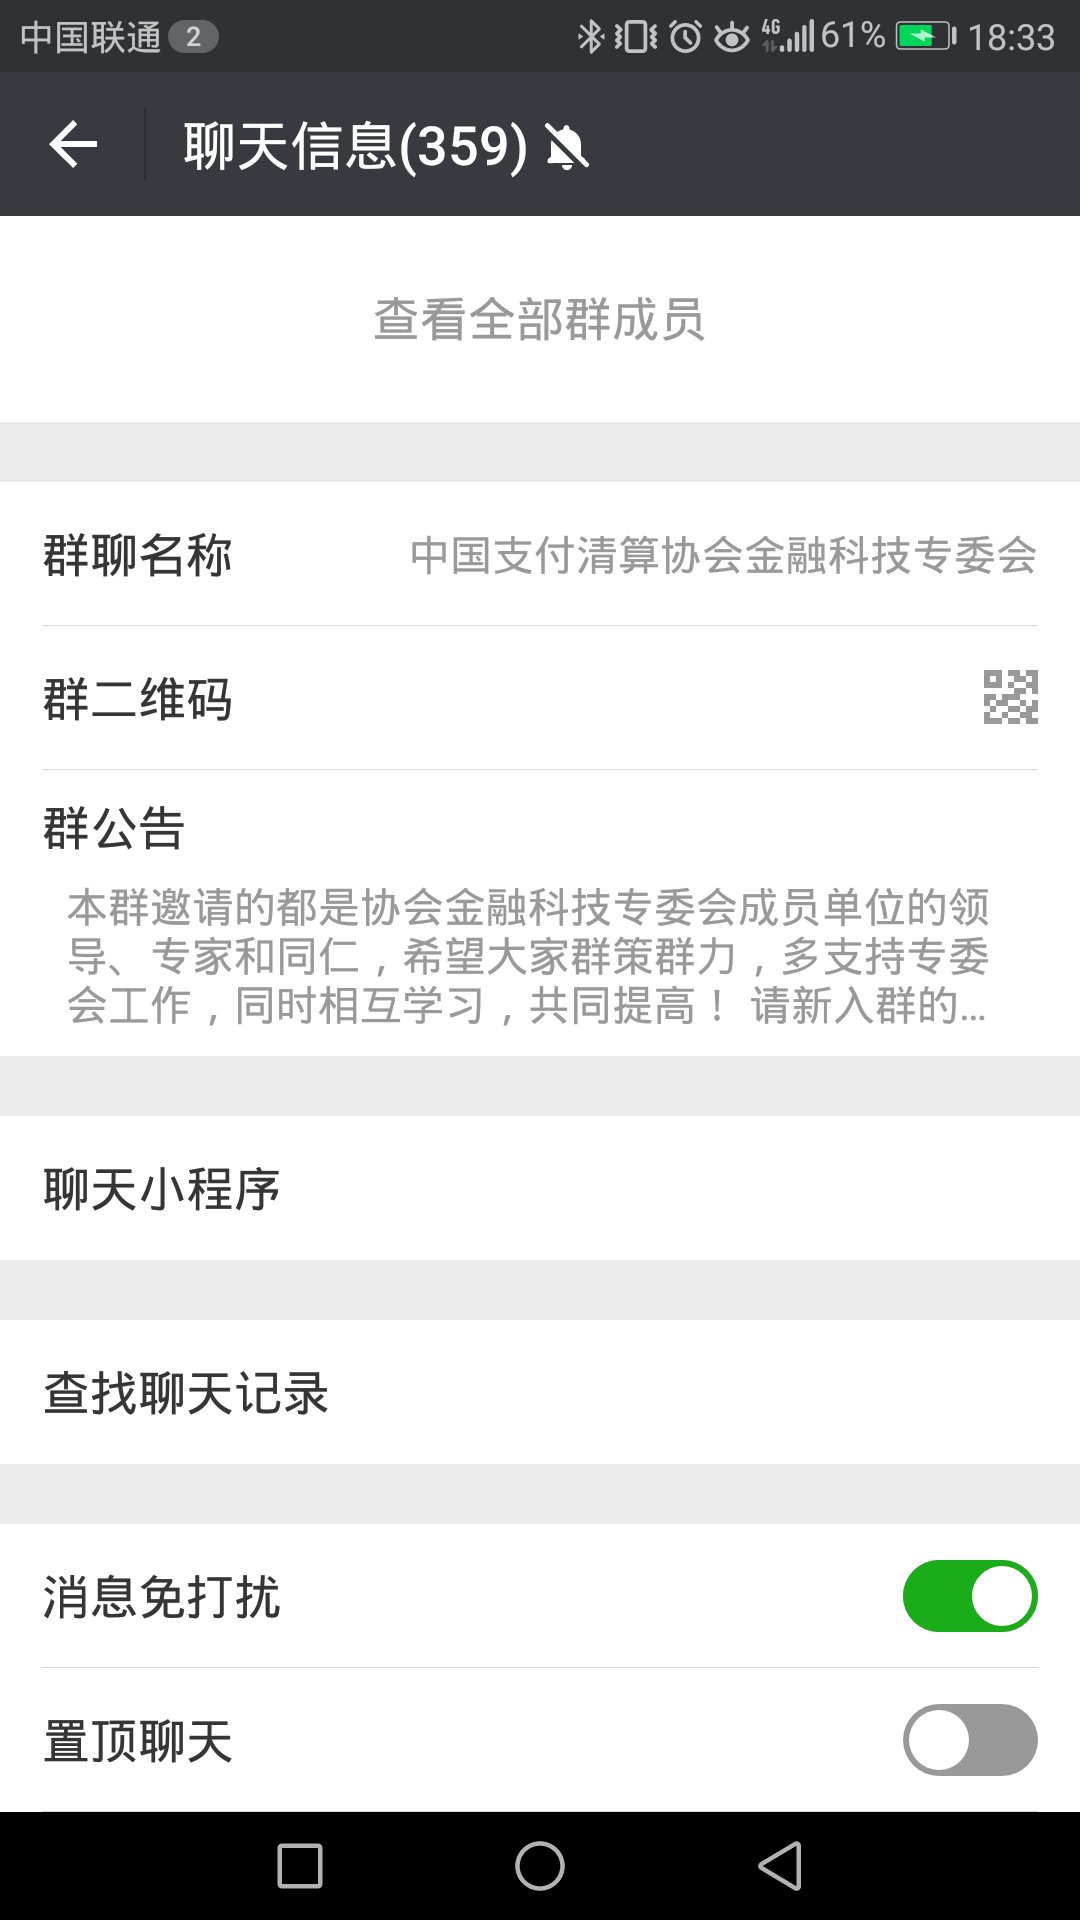 中国联通 2 4G 61% 18:33
聊天信息(359)
查看全部群成员
群聊名称 中国支付清算协会金融科技专委会
群二维码
群公告
本群邀请的都是协会金融科技专委会成员单位的领
导、专家和同仁，希望大家群策群力，多支持专委
会工作，同时相互学习，共同提高！ 请新入群的...
聊天小程序
查找聊天记录
消息免打扰
置顶聊天